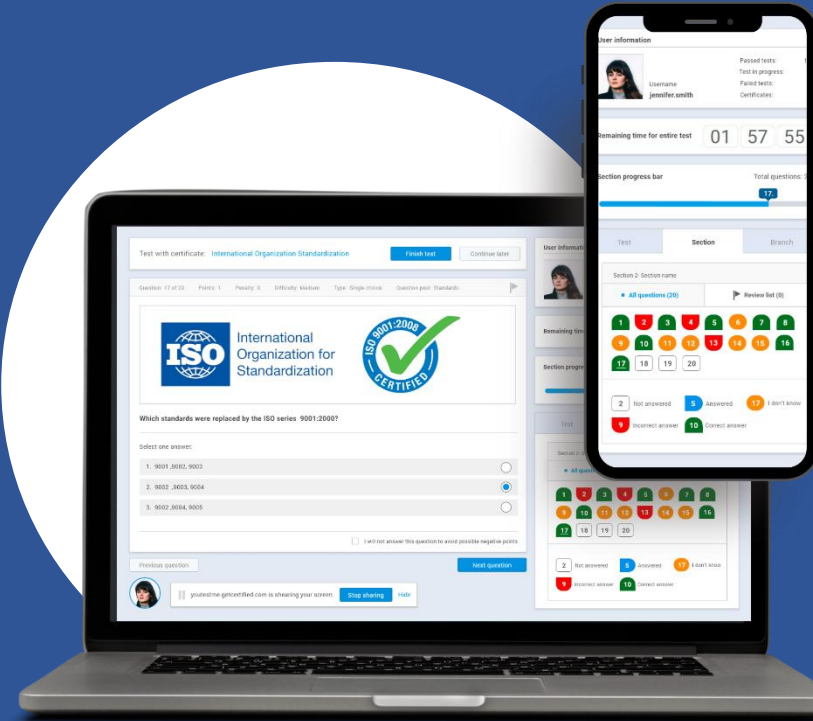 Test with certificate: International Organization Standardization
Finish test
Continue later
Question: 17 of 20 Points: 1 Penalty: 0 Difficulty: Medium Type: Single choice Question pool: Standards
ISO
International
Organization for
Standardization
ISO 9001:2008
CERTIFIED
Which standards were replaced by the ISO series 9001:2000?
Select one answer:
1. 9001 ,9002, 9003
2. 9002 ,9003, 9004
3. 9002 ,9004, 9005
I will not answer this question to avoid possible negative points
Previous question
Next question
youtestme.getcertified.com is shearing your screen.
Stop sharing
Hide
User informati
Remaining tim
Section progre
Test
Section 2: S
All quest
1 2 3 4 5 6 7 8
9 10 11 12 13 14 15 16
17 18 19 20
2 Not answered
5 Answered
17 I don't know
9 Incorrect answer
10 Correct answer
User information
Username
jennifer.smith
Passed tests: 1
Test in progress:
Failed tests:
Certificates:
Remaining time for entire test
01 57 55
Section progress bar
Total questions: 2
17.
Test
Section
Branch
Section 2: Section name
All questions (20)
Review list (0)
1 2 3 4 5 6 7 8
9 10 11 12 13 14 15 16
17 18 19 20
2 Not answered
5 Answered
17 I don't know
9 Incorrect answer
10 Correct answer